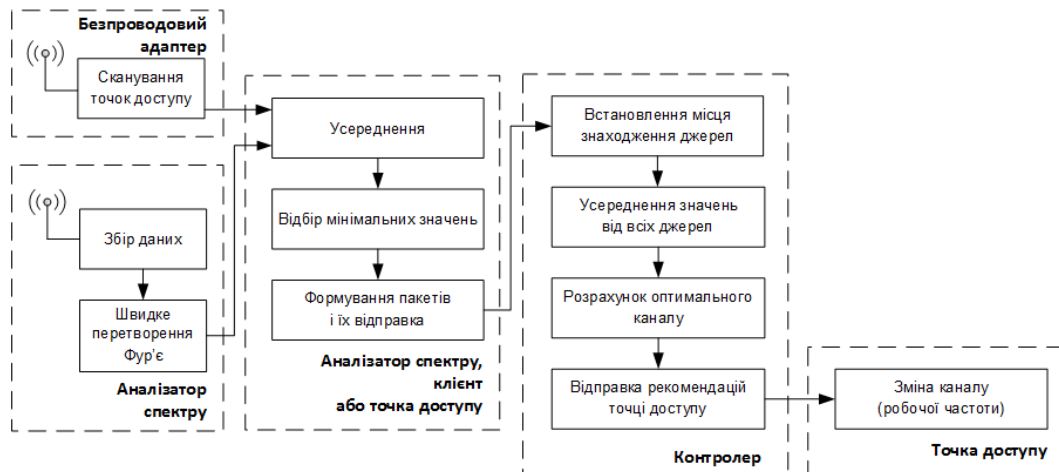 Безпроводовий
адаптер
Сканування
точок доступу
Збір даних
Швидке
перетворення
Фур'є
Аналізатор
спектру
Усереднення
Відбір мінімальних значень
Формування пакетів
і їх відправка
Аналізатор спектру,
клієнт
або точка доступу
Встановлення місця
знаходження джерел
Усереднення значень
від всіх джерел
Розрахунок оптимального
каналу
Відправка рекомендацій
точці доступу
Контролер
Зміна каналу
(робочої частоти)
Точка доступу